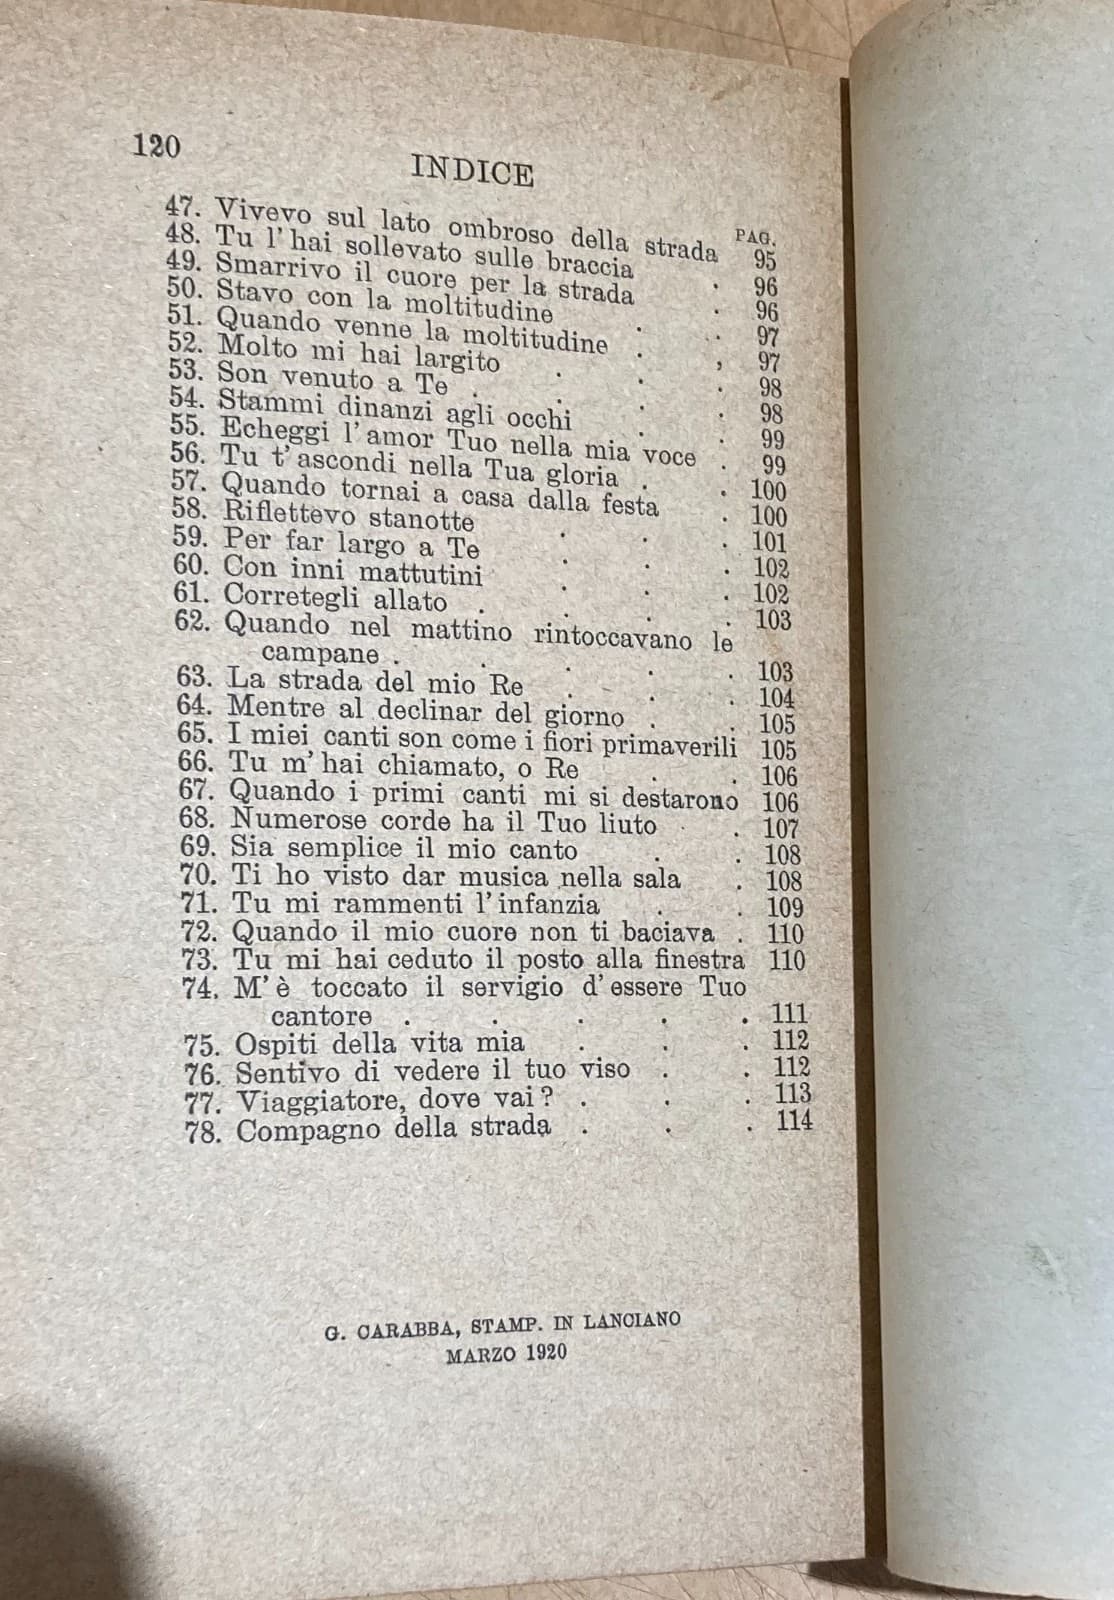 120
INDICE
PAG.
47. Vivevo sul lato ombroso della strada 95
48. Tu l'hai sollevato sulle braccia . 96
49. Smarrivo il cuore per la strada . 96
50. Stavo con la moltitudine . . 97
51. Quando venne la moltitudine . , 97
52. Molto mi hai largito . . . 98
53. Son venuto a Te . . . . 98
54. Stammi dinanzi agli occhi . . 99
55. Echeggi l'amor Tuo nella mia voce . 99
56. Tu t'ascondi nella Tua gloria . . 100
57. Quando tornai a casa dalla festa . 100
58. Riflettevo stanotte . . . 101
59. Per far largo a Te . . . 102
60. Con inni mattutini . . . 102
61. Corretegli allato . . . . 103
62. Quando nel mattino rintoccavano le
campane . . . . . 103
63. La strada del mio Re . . 104
64. Mentre al declinar del giorno . . 105
65. I miei canti son come i fiori primaverili 105
66. Tu m'hai chiamato, o Re . . 106
67. Quando i primi canti mi si destarono 106
68. Numerose corde ha il Tuo liuto . 107
69. Sia semplice il mio canto . . 108
70. Ti ho visto dar musica nella sala . 108
71. Tu mi rammenti l'infanzia . . 109
72. Quando il mio cuore non ti baciava . 110
73. Tu mi hai ceduto il posto alla finestra 110
74. M'è toccato il servigio d'essere Tuo
cantore . . . . . 111
75. Ospiti della vita mia . . . 112
76. Sentivo di vedere il tuo viso . . 112
77. Viaggiatore, dove vai? . . . 113
78. Compagno della strada . . . 114
G. CARABBA, STAMP. IN LANCIANO
MARZO 1920